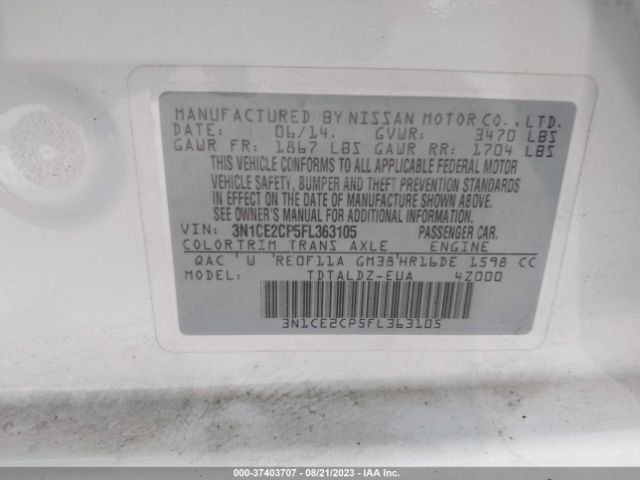 MANUFACTURED BY NISSAN MOTOR CO., LTD.
DATE: 06/14. GVWR: 3470 LBS
GAWR FR: 1867 LBS GAWR RR: 1704 LBS
THIS VEHICLE CONFORMS TO ALL APPLICABLE FEDERAL MOTOR
VEHICLE SAFETY, BUMPER AND THEFT PREVENTION STANDARDS
IN EFFECT ON THE DATE OF MANUFACTURE SHOWN ABOVE.
SEE OWNER'S MANUAL FOR ADDITIONAL INFORMATION.
VIN: 3N1CE2CP5FL363105 PASSENGER CAR.
COLOR TRIM TRANS AXLE ENGINE
QAC W RE0F11A GM38 HR16DE 1598 CC
MODEL: TDTALDZ-EUA 4Z000
3N1CE2CP5FL363105
000-37403707 - 08/21/2023 - IAA Inc.